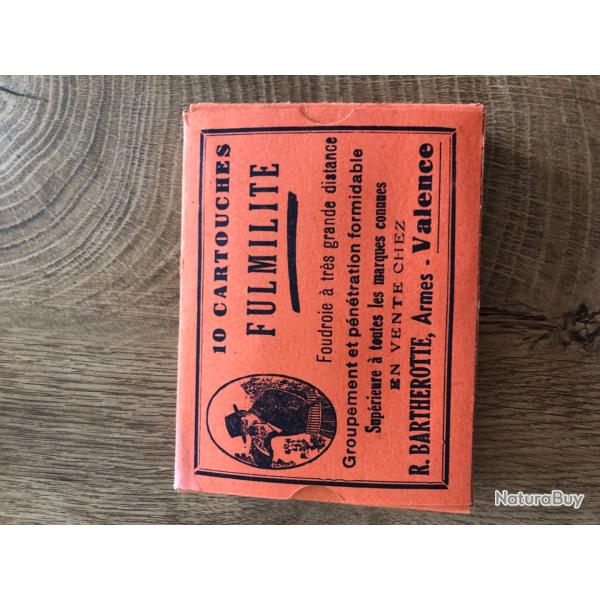 10 CARTOUCHES
FULMILITE
Foudroie à très grande distance
Groupement et pénétration formidable
Supérieure à toutes les marques connues
EN VENTE CHEZ
R. BARTHEROTTE, Armes - Valence
NaturaBuy